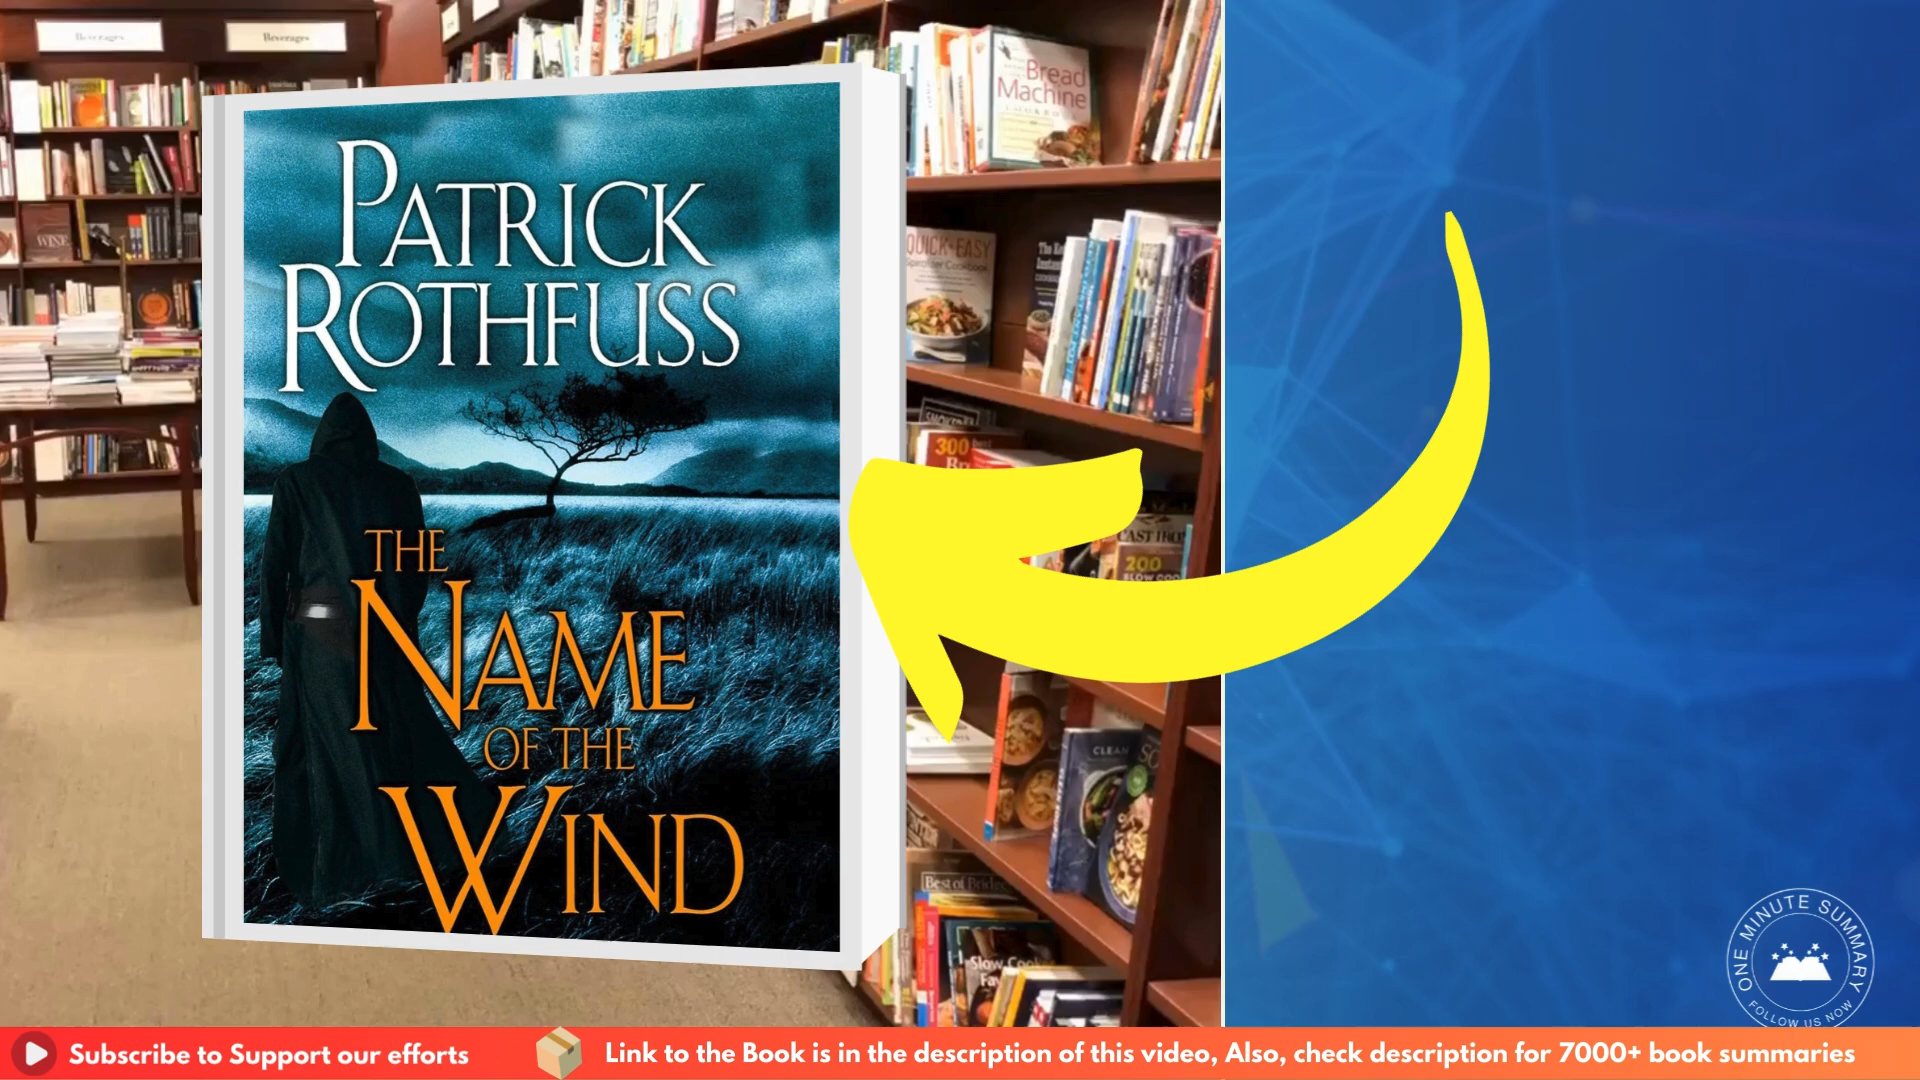 Beverages
Beverages
Bread
Machine
WINE
PATRICK
ROTHFUSS
QUICK & EASY
Cookbook
THE
NAME
OF THE
WIND
300
CAST IRON
200
SLOW
CLEAN
Best of
Slow Cooker
ONE MINUTE SUMMARY
FOLLOW US NOW
Subscribe to Support our efforts
Link to the Book is in the description of this video, Also, check description for 7000+ book summaries